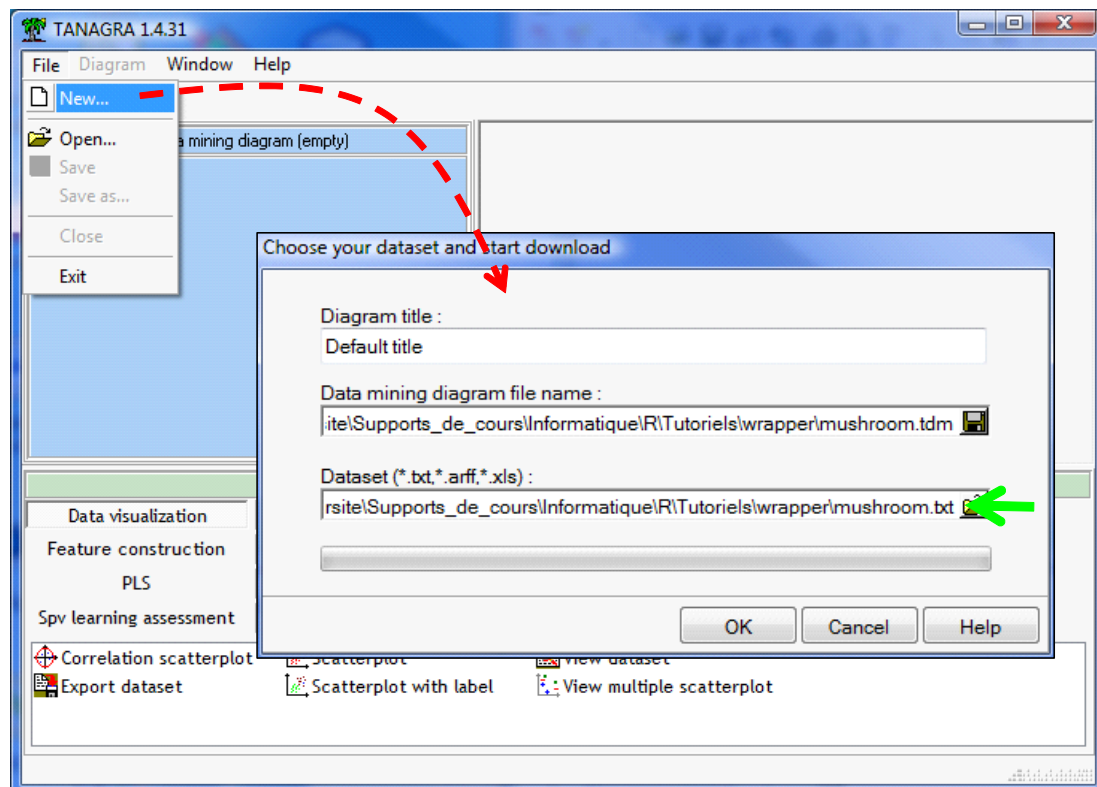 TANAGRA 1.4.31
File Diagram Window Help
New...
Open...
a mining diagram (empty)
Save
Save as...
Close
Exit
Choose your dataset and start download
Diagram title :
Default title
Data mining diagram file name :
ite\Supports_de_cours\Informatique\R\Tutoriels\wrapper\mushroom.tdm
Dataset (*.txt,*.arff,*.xls) :
rsite\Supports_de_cours\Informatique\R\Tutoriels\wrapper\mushroom.txt
OK Cancel Help
Data visualization
Feature construction
PLS
Spv learning assessment
Correlation scatterplot Scatterplot View dataset
Export dataset Scatterplot with label View multiple scatterplot